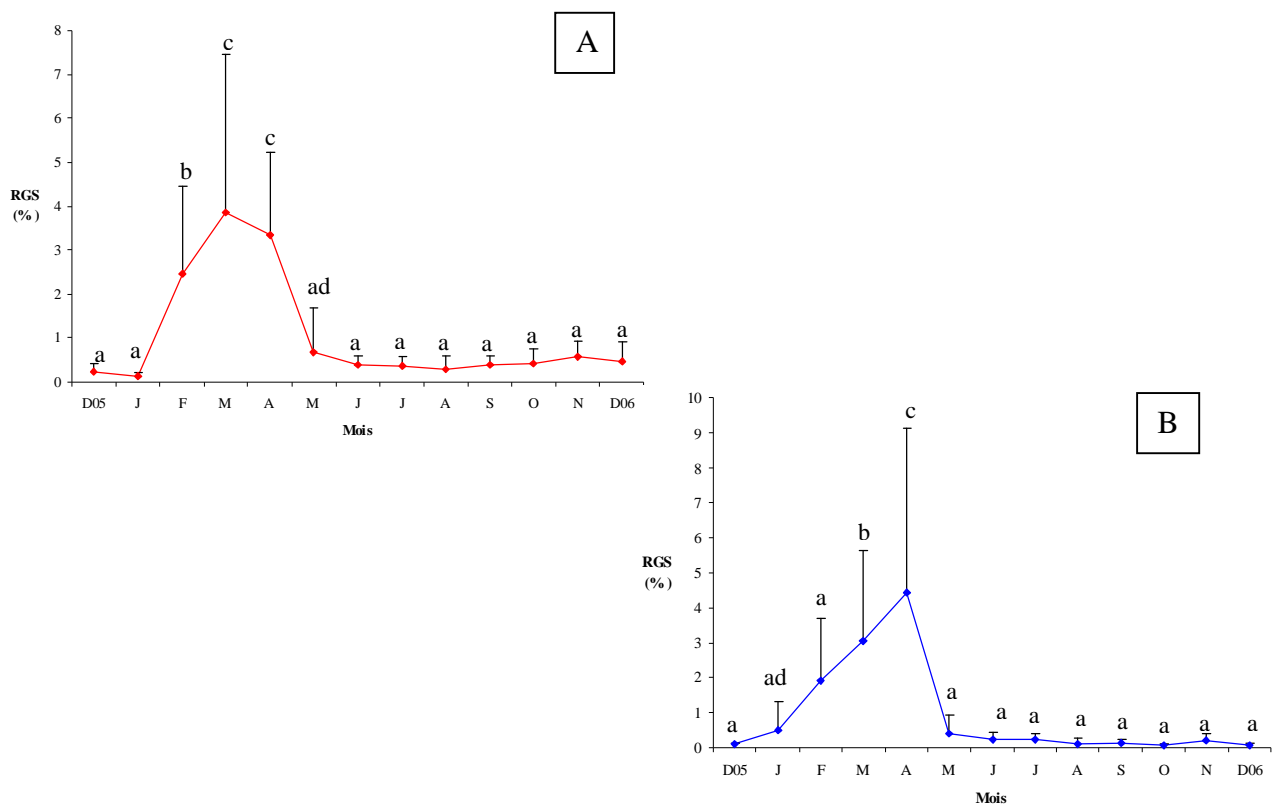 A
8
7
6
5
4
3
2
1
0
RGS
(%)
a a b c c ad a a a a a a a
D05 J F M A M J J A S O N D06
Mois
B
10
9
8
7
6
5
4
3
2
1
0
RGS
(%)
a ad a b c a a a a a a a a
D05 J F M A M J J A S O N D06
Mois